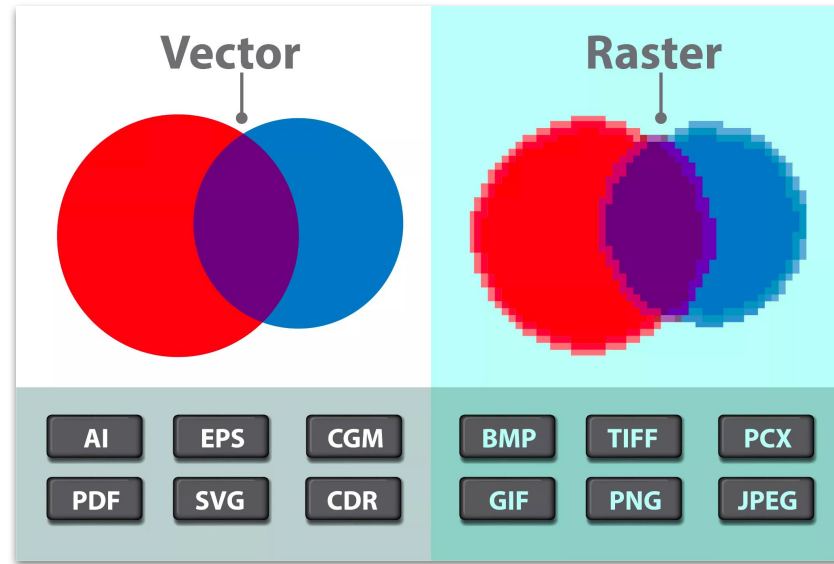 Vector
Raster
AI EPS CGM
PDF SVG CDR
BMP TIFF PCX
GIF PNG JPEG